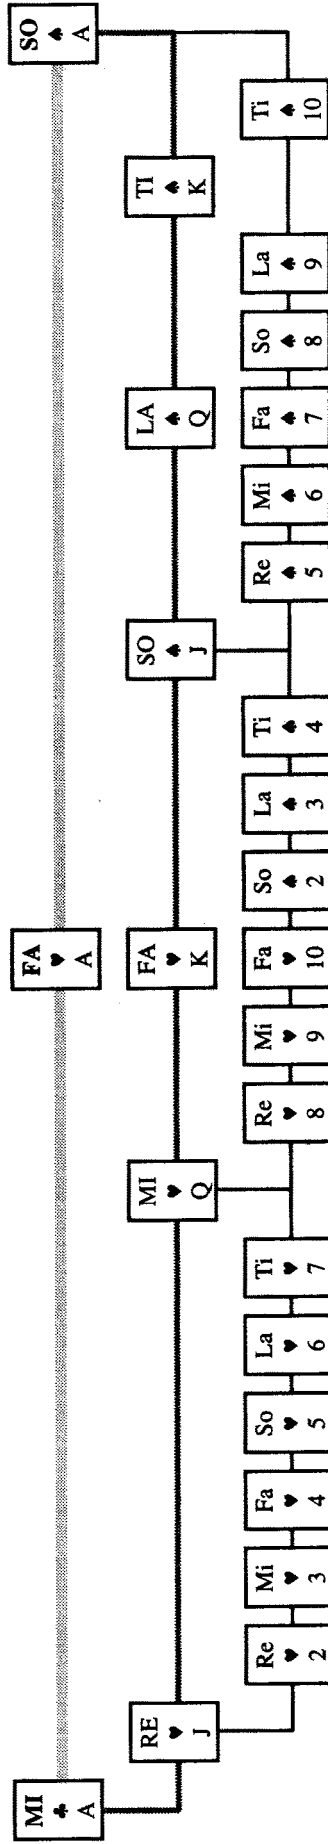 MI FA SO
♣ ♥ ♠
A A A
RE MI FA SO LA TI
♥ ♥ ♥ ♠ ♠ ♠
J Q K J Q K
Re Mi Fa So La Ti Re Mi Fa So La Ti Re Mi Fa So La Ti
♥ ♥ ♥ ♥ ♥ ♥ ♥ ♥ ♥ ♠ ♠ ♠ ♠ ♠ ♠ ♠ ♠ ♠
2 3 4 5 6 7 8 9 10 2 3 4 5 6 7 8 9 10